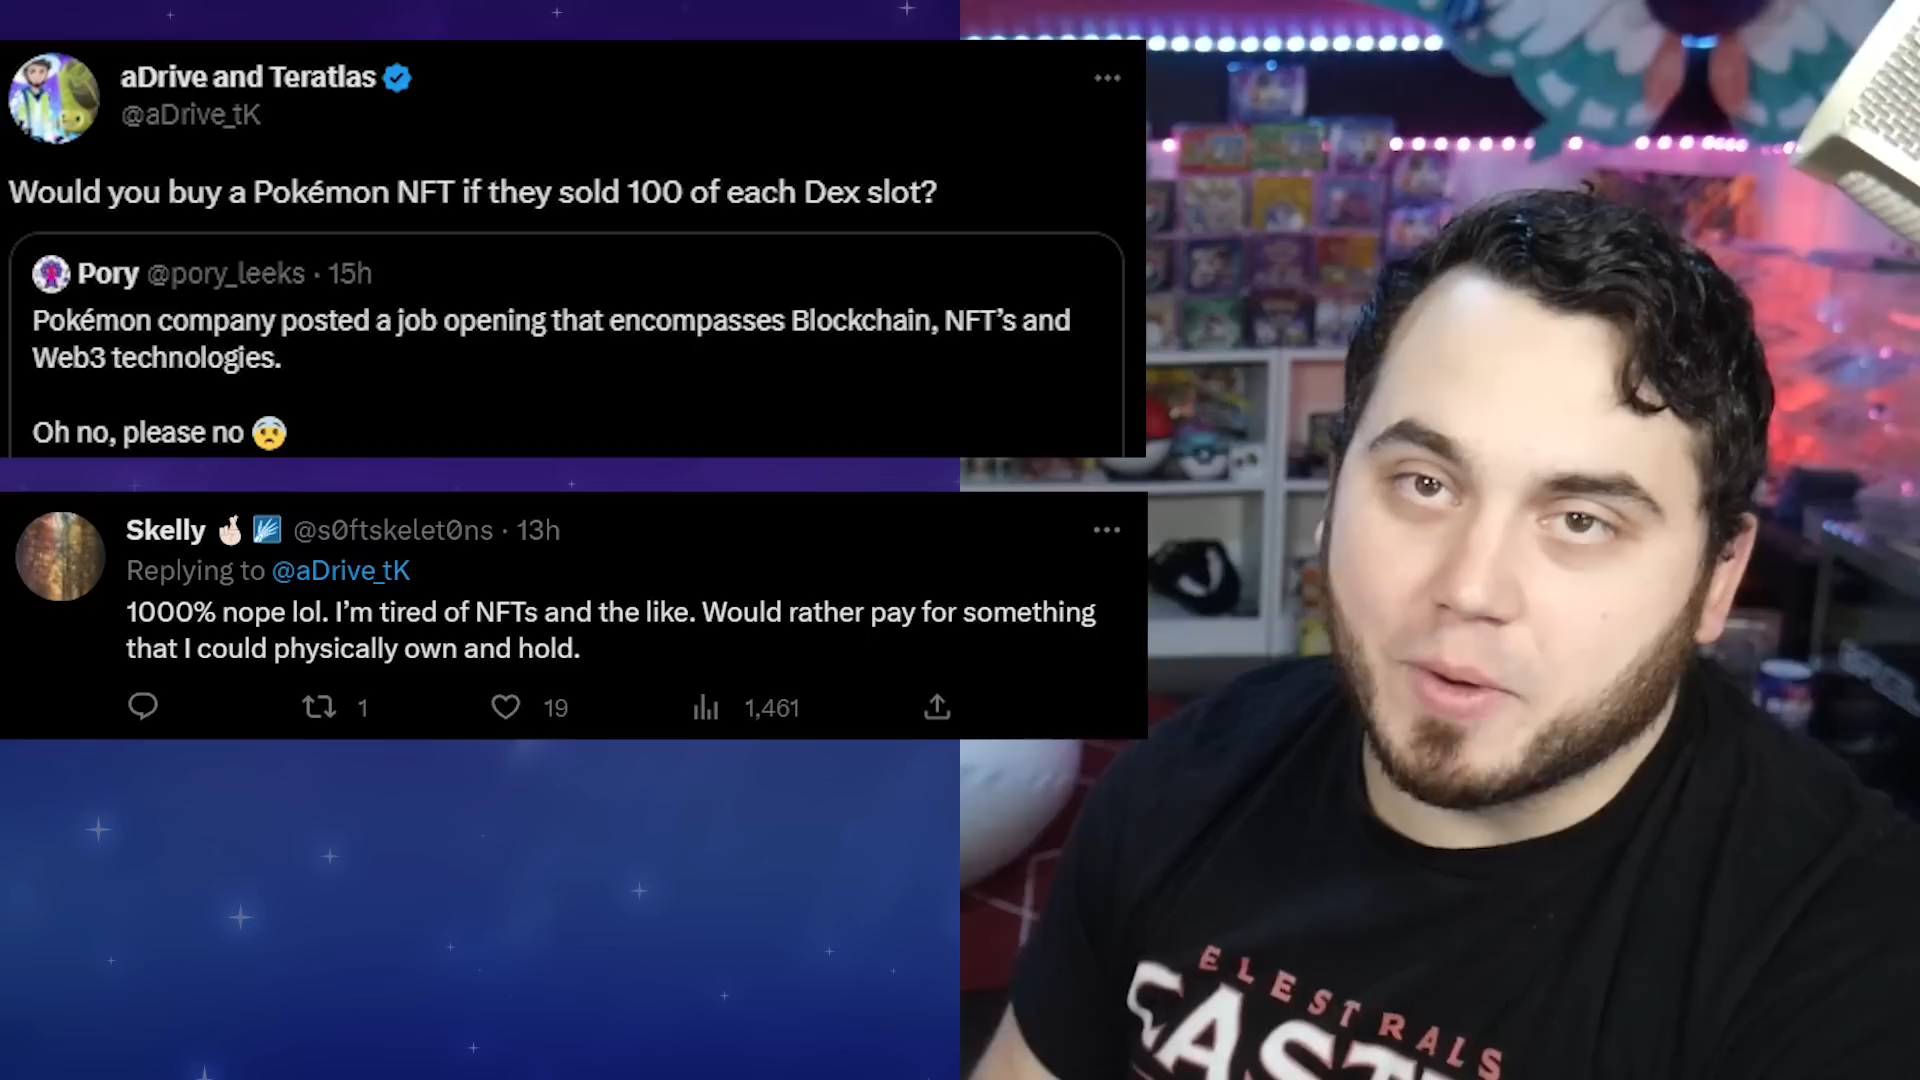 aDrive and Teratlas
@aDrive_tK
Would you buy a Pokémon NFT if they sold 100 of each Dex slot?
Pory @pory_leeks · 15h
Pokémon company posted a job opening that encompasses Blockchain, NFT’s and
Web3 technologies.
Oh no, please no 😨
Skelly 🤞🏻 @s0ftskelet0ns · 13h
Replying to @aDrive_tK
1000% nope lol. I’m tired of NFTs and the like. Would rather pay for something
that I could physically own and hold.
1 19 1,461
ELESTRALS